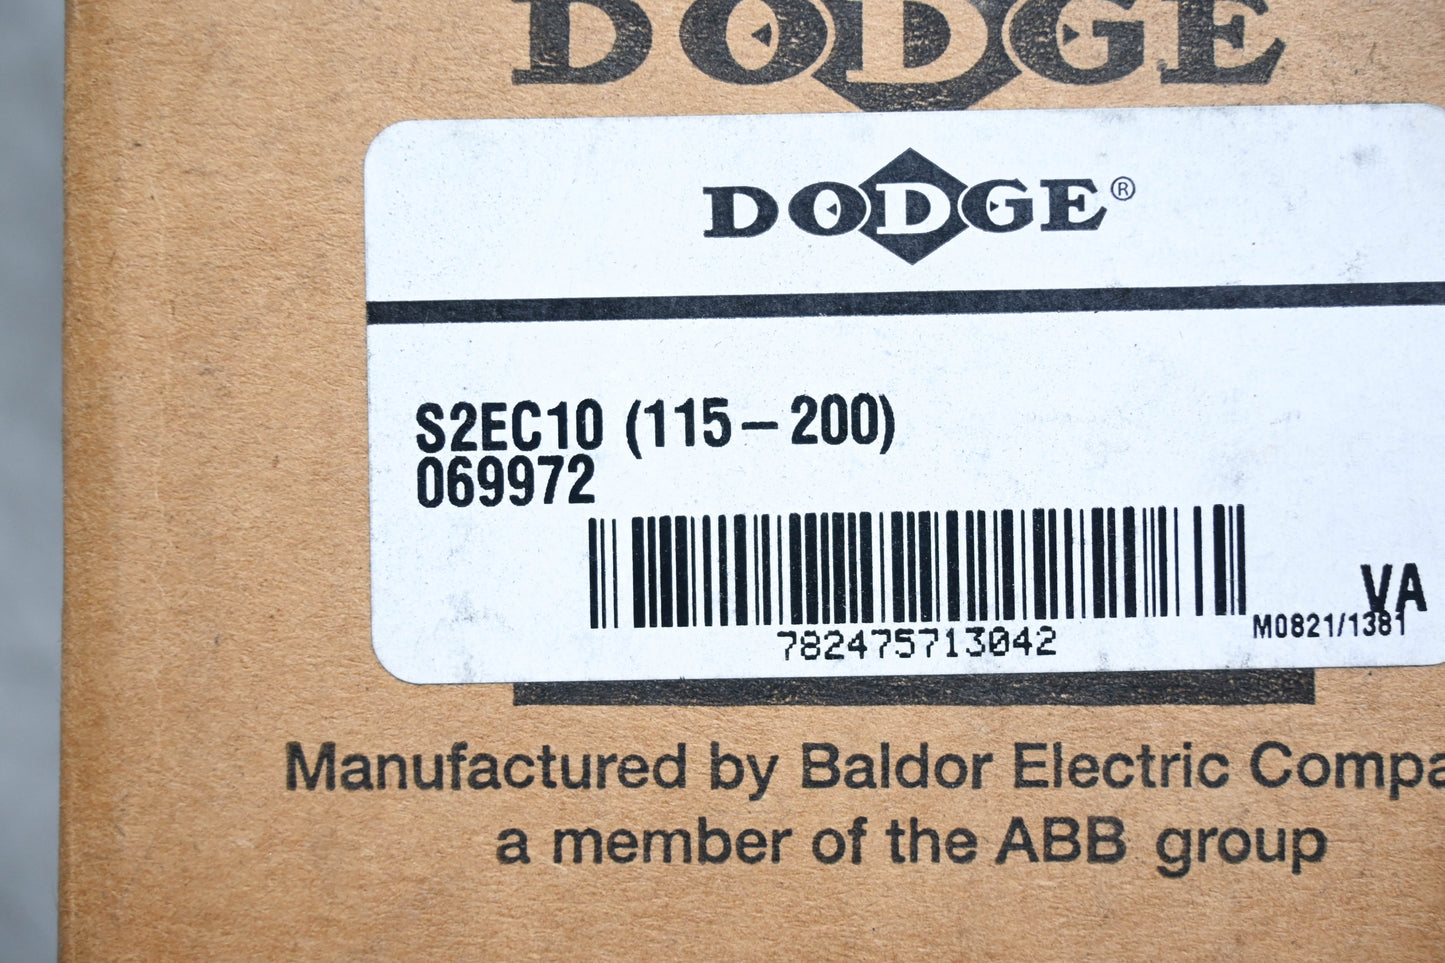 DODGE
DODGE®
S2EC10 (115-200)
069972
782475713042
VA
M0821/1381
Manufactured by Baldor Electric Compa
a member of the ABB group